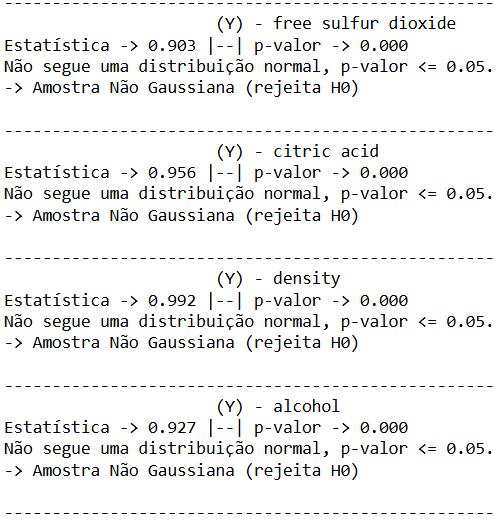 ---------------------------------------------------
(Y) - free sulfur dioxide
Estatística -> 0.903 |--| p-valor -> 0.000
Não segue uma distribuição normal, p-valor <= 0.05.
-> Amostra Não Gaussiana (rejeita H0)
---------------------------------------------------
(Y) - citric acid
Estatística -> 0.956 |--| p-valor -> 0.000
Não segue uma distribuição normal, p-valor <= 0.05.
-> Amostra Não Gaussiana (rejeita H0)
---------------------------------------------------
(Y) - density
Estatística -> 0.992 |--| p-valor -> 0.000
Não segue uma distribuição normal, p-valor <= 0.05.
-> Amostra Não Gaussiana (rejeita H0)
---------------------------------------------------
(Y) - alcohol
Estatística -> 0.927 |--| p-valor -> 0.000
Não segue uma distribuição normal, p-valor <= 0.05.
-> Amostra Não Gaussiana (rejeita H0)
---------------------------------------------------